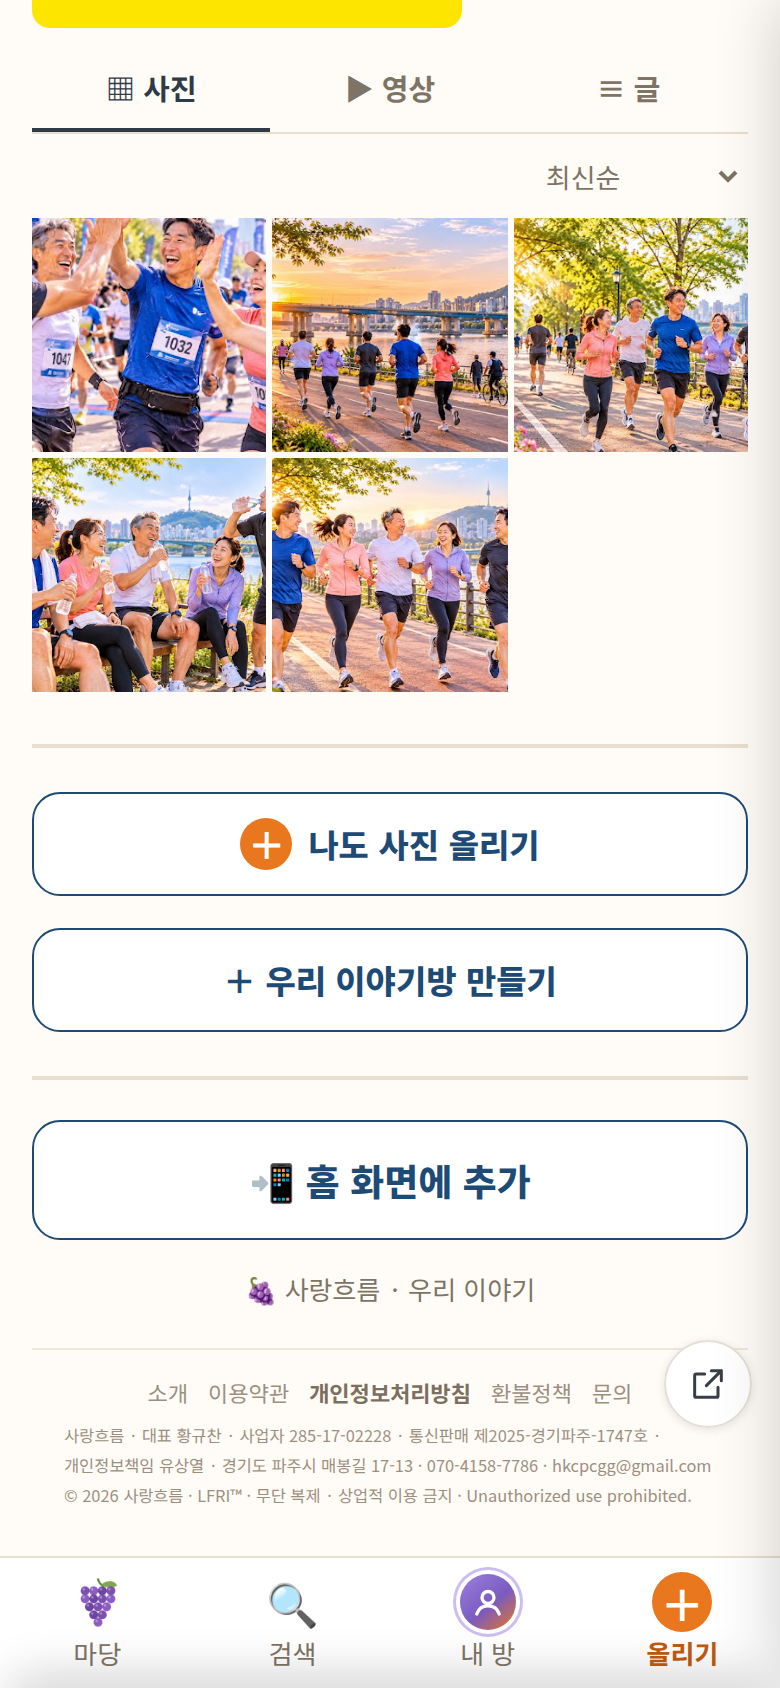 사진
영상
글
최신순
1047
1032
10
나도 사진 올리기
+ 우리 이야기방 만들기
홈 화면에 추가
사랑흐름 · 우리 이야기
소개 이용약관 개인정보처리방침 환불정책 문의
사랑흐름 · 대표 황규찬 · 사업자 285-17-02228 · 통신판매 제2025-경기파주-1747호 ·
개인정보책임 유상열 · 경기도 파주시 매봉길 17-13 · 070-4158-7786 · hkcpcgg@gmail.com
© 2026 사랑흐름 · LFRI™ · 무단 복제 · 상업적 이용 금지 · Unauthorized use prohibited.
마당
검색
내 방
올리기